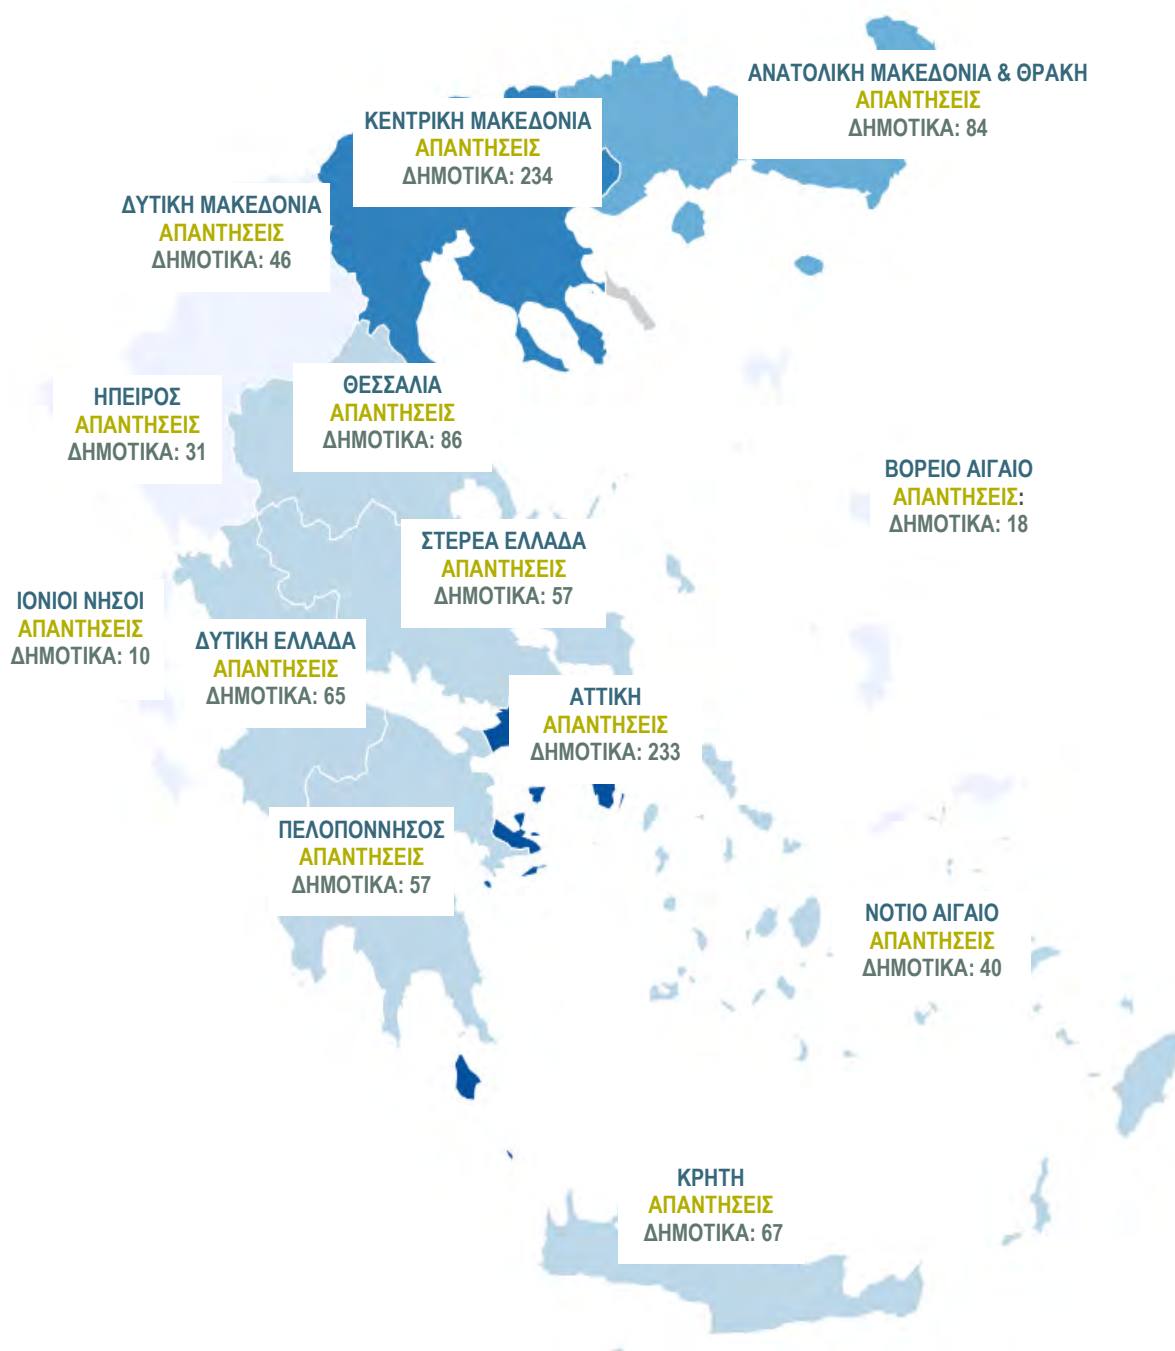 ΑΝΑΤΟΛΙΚΗ ΜΑΚΕΔΟΝΙΑ & ΘΡΑΚΗ
ΑΠΑΝΤΗΣΕΙΣ
ΔΗΜΟΤΙΚΑ: 84
ΚΕΝΤΡΙΚΗ ΜΑΚΕΔΟΝΙΑ
ΑΠΑΝΤΗΣΕΙΣ
ΔΗΜΟΤΙΚΑ: 234
ΔΥΤΙΚΗ ΜΑΚΕΔΟΝΙΑ
ΑΠΑΝΤΗΣΕΙΣ
ΔΗΜΟΤΙΚΑ: 46
ΗΠΕΙΡΟΣ
ΑΠΑΝΤΗΣΕΙΣ
ΔΗΜΟΤΙΚΑ: 31
ΘΕΣΣΑΛΙΑ
ΑΠΑΝΤΗΣΕΙΣ
ΔΗΜΟΤΙΚΑ: 86
ΒΟΡΕΙΟ ΑΙΓΑΙΟ
ΑΠΑΝΤΗΣΕΙΣ:
ΔΗΜΟΤΙΚΑ: 18
ΣΤΕΡΕΑ ΕΛΛΑΔΑ
ΑΠΑΝΤΗΣΕΙΣ
ΔΗΜΟΤΙΚΑ: 57
ΙΟΝΙΟΙ ΝΗΣΟΙ
ΑΠΑΝΤΗΣΕΙΣ
ΔΗΜΟΤΙΚΑ: 10
ΔΥΤΙΚΗ ΕΛΛΑΔΑ
ΑΠΑΝΤΗΣΕΙΣ
ΔΗΜΟΤΙΚΑ: 65
ΑΤΤΙΚΗ
ΑΠΑΝΤΗΣΕΙΣ
ΔΗΜΟΤΙΚΑ: 233
ΠΕΛΟΠΟΝΝΗΣΟΣ
ΑΠΑΝΤΗΣΕΙΣ
ΔΗΜΟΤΙΚΑ: 57
ΝΟΤΙΟ ΑΙΓΑΙΟ
ΑΠΑΝΤΗΣΕΙΣ
ΔΗΜΟΤΙΚΑ: 40
ΚΡΗΤΗ
ΑΠΑΝΤΗΣΕΙΣ
ΔΗΜΟΤΙΚΑ: 67